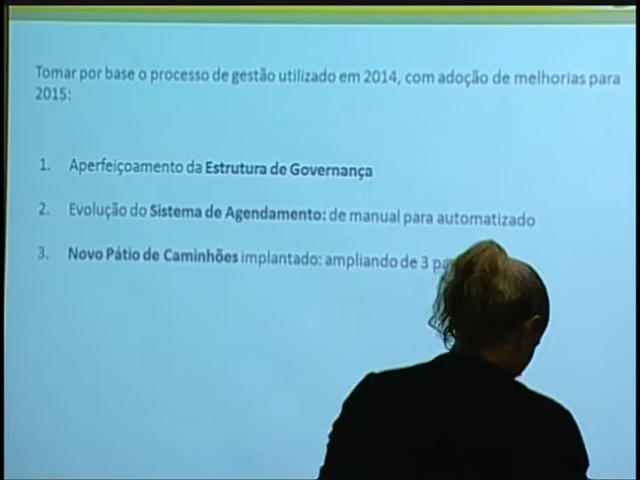 Tomar por base o processo de gestão utilizado em 2014, com adoção de melhorias para
2015:
1. Aperfeiçoamento da Estrutura de Governança
2. Evolução do Sistema de Agendamento: de manual para automatizado
3. Novo Pátio de Caminhões implantado: ampliando de 3